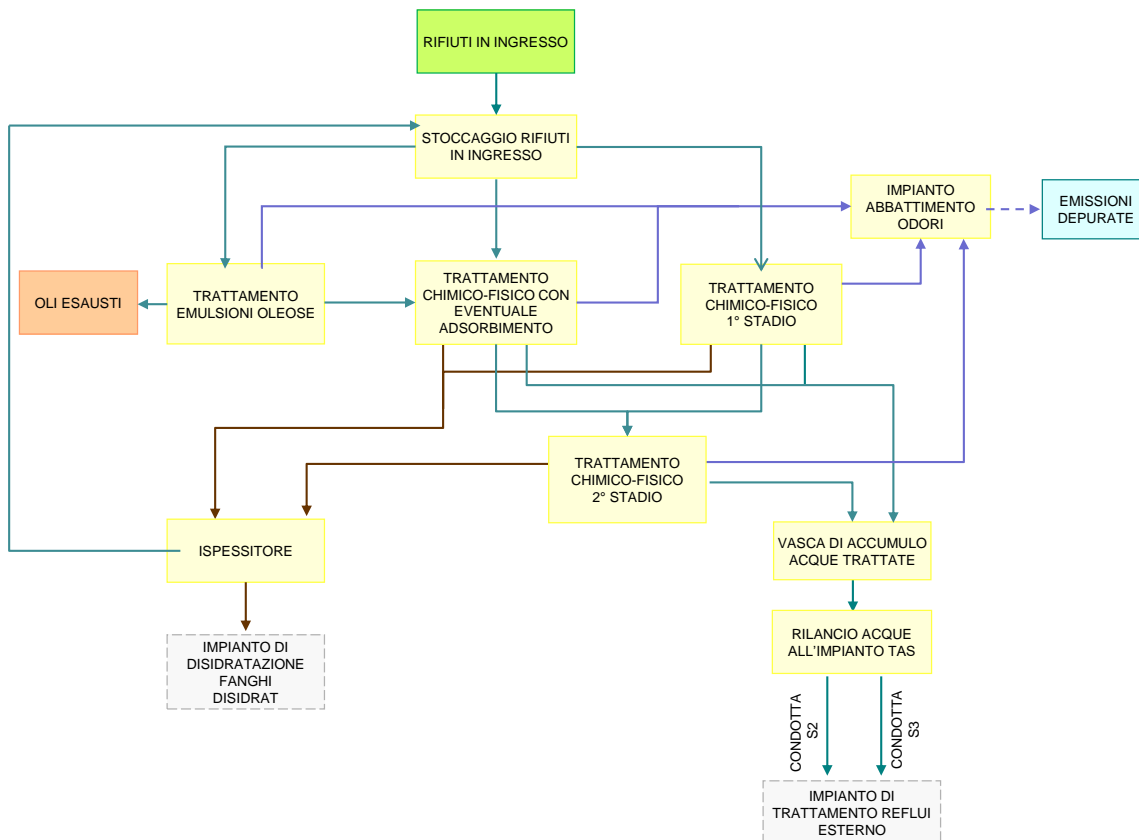 RIFIUTI IN INGRESSO
STOCCAGGIO RIFIUTI
IN INGRESSO
IMPIANTO
ABBATTIMENTO
ODORI
EMISSIONI
DEPURATE
OLI ESAUSTI
TRATTAMENTO
EMULSIONI OLEOSE
TRATTAMENTO
CHIMICO-FISICO CON
EVENTUALE
ADSORBIMENTO
TRATTAMENTO
CHIMICO-FISICO
1° STADIO
TRATTAMENTO
CHIMICO-FISICO
2° STADIO
ISPESSITORE
VASCA DI ACCUMULO
ACQUE TRATTATE
IMPIANTO DI
DISIDRATAZIONE
FANGHI
DISIDRAT
RILANCIO ACQUE
ALL'IMPIANTO TAS
CONDOTTA
S2
CONDOTTA
S3
IMPIANTO DI
TRATTAMENTO REFLUI
ESTERNO